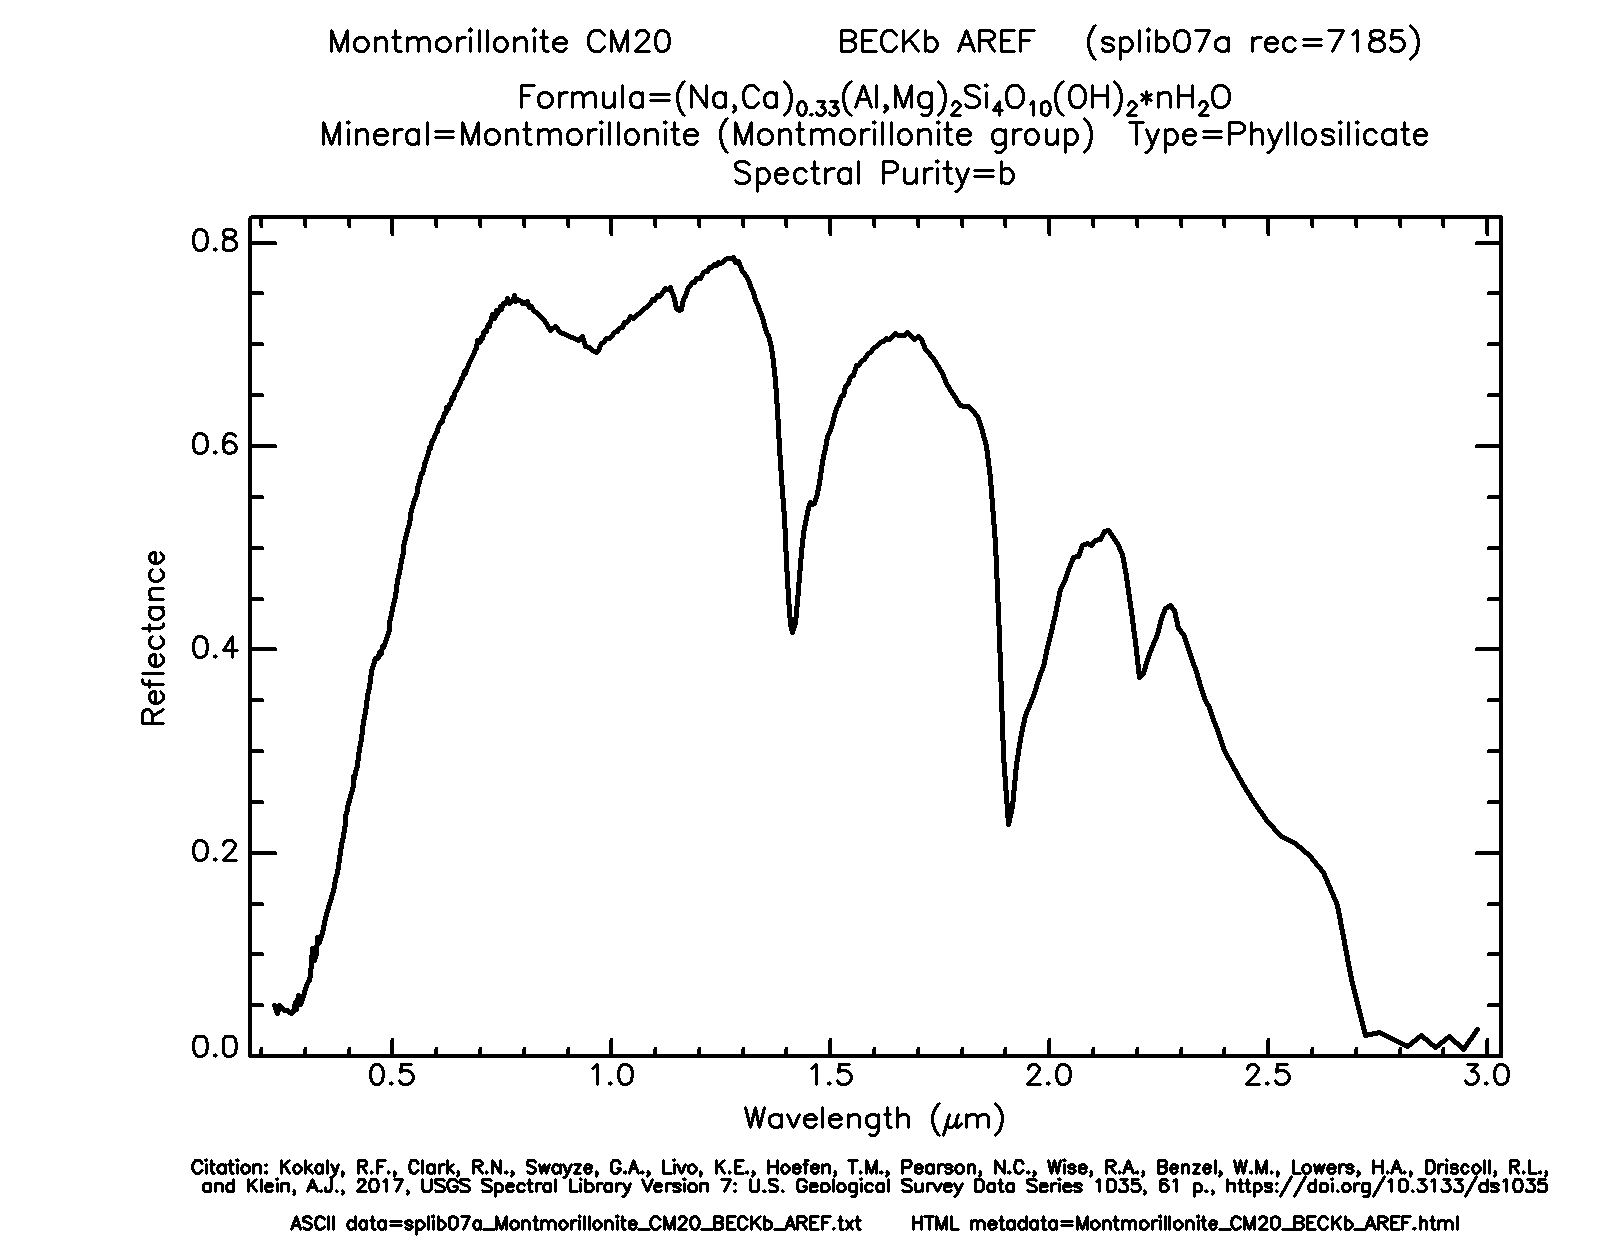 Montmorillonite CM20 BECKb AREF (splib07a rec=7185)
Formula=(Na,Ca)0.33(Al,Mg)2Si4O10(OH)2*nH2O
Mineral=Montmorillonite (Montmorillonite group) Type=Phyllosilicate
Spectral Purity=b
0.8
0.6
0.4
0.2
0.0
Reflectance
0.5 1.0 1.5 2.0 2.5 3.0
Wavelength (μm)
Citation: Kokaly, R.F., Clark, R.N., Swayze, G.A., Livo, K.E., Hoefen, T.M., Pearson, N.C., Wise, R.A., Benzel, W.M., Lowers, H.A., Driscoll, R.L.,
and Klein, A.J., 2017, USGS Spectral Library Version 7: U.S. Geological Survey Data Series 1035, 61 p., https://doi.org/10.3133/ds1035
ASCII data=splib07a_Montmorillonite_CM20_BECKb_AREF.txt HTML metadata=Montmorillonite_CM20_BECKb_AREF.html